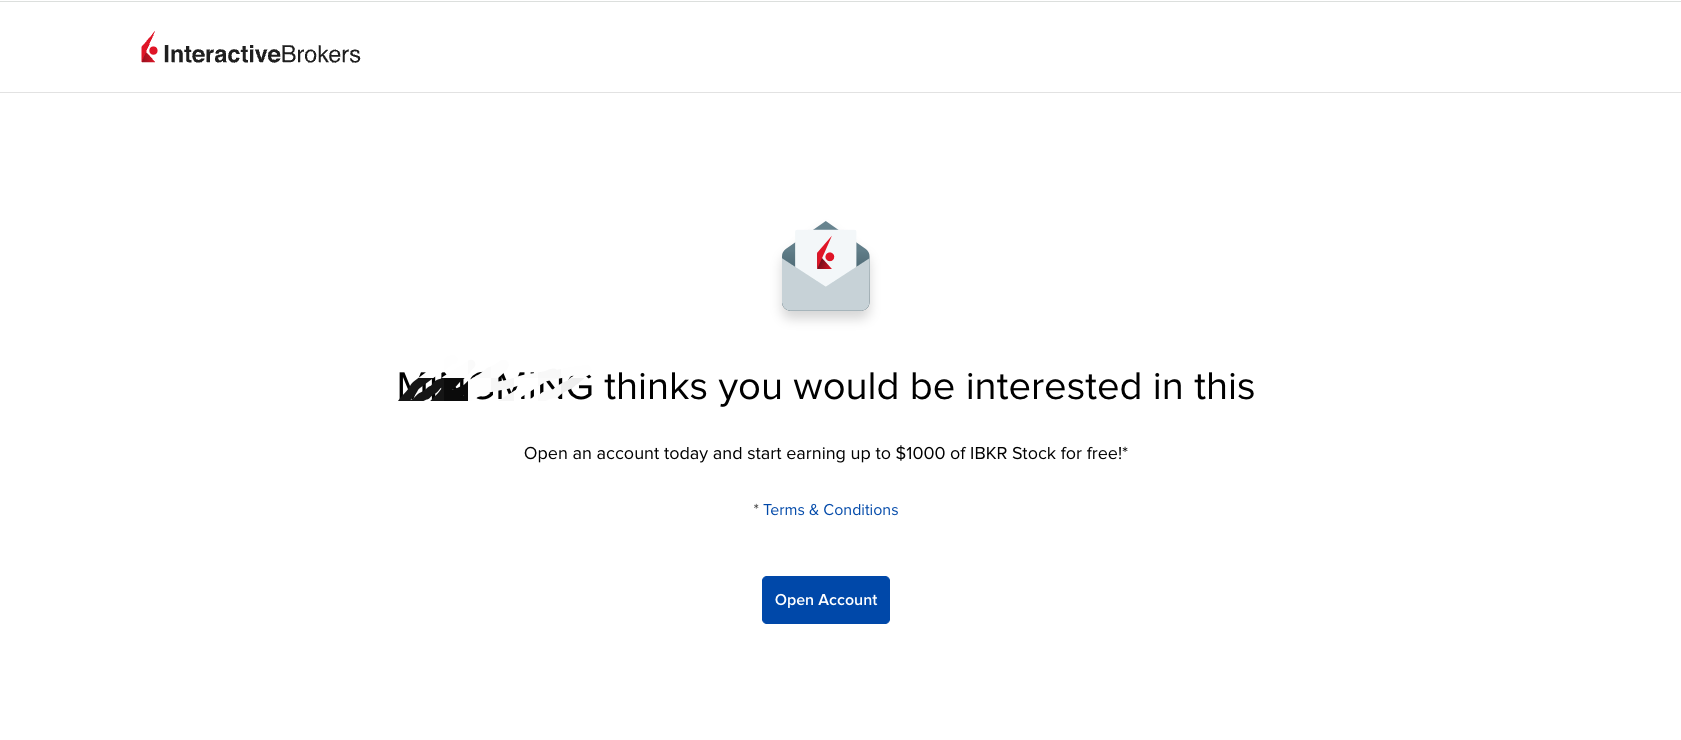 InteractiveBrokers
thinks you would be interested in this
Open an account today and start earning up to $1000 of IBKR Stock for free!*
* Terms & Conditions
Open Account